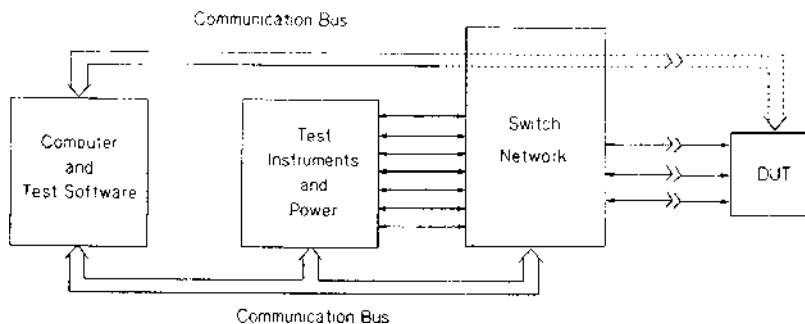 Communication Bus
Computer
and
Test Software
Test
Instruments
and
Power
Switch
Network
DUT
Communication Bus